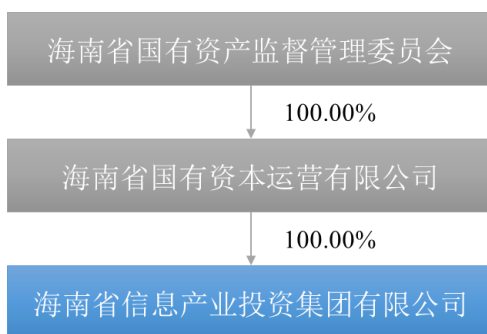 海南省国有资产监督管理委员会
100.00%
海南省国有资本运营有限公司
100.00%
海南省信息产业投资集团有限公司